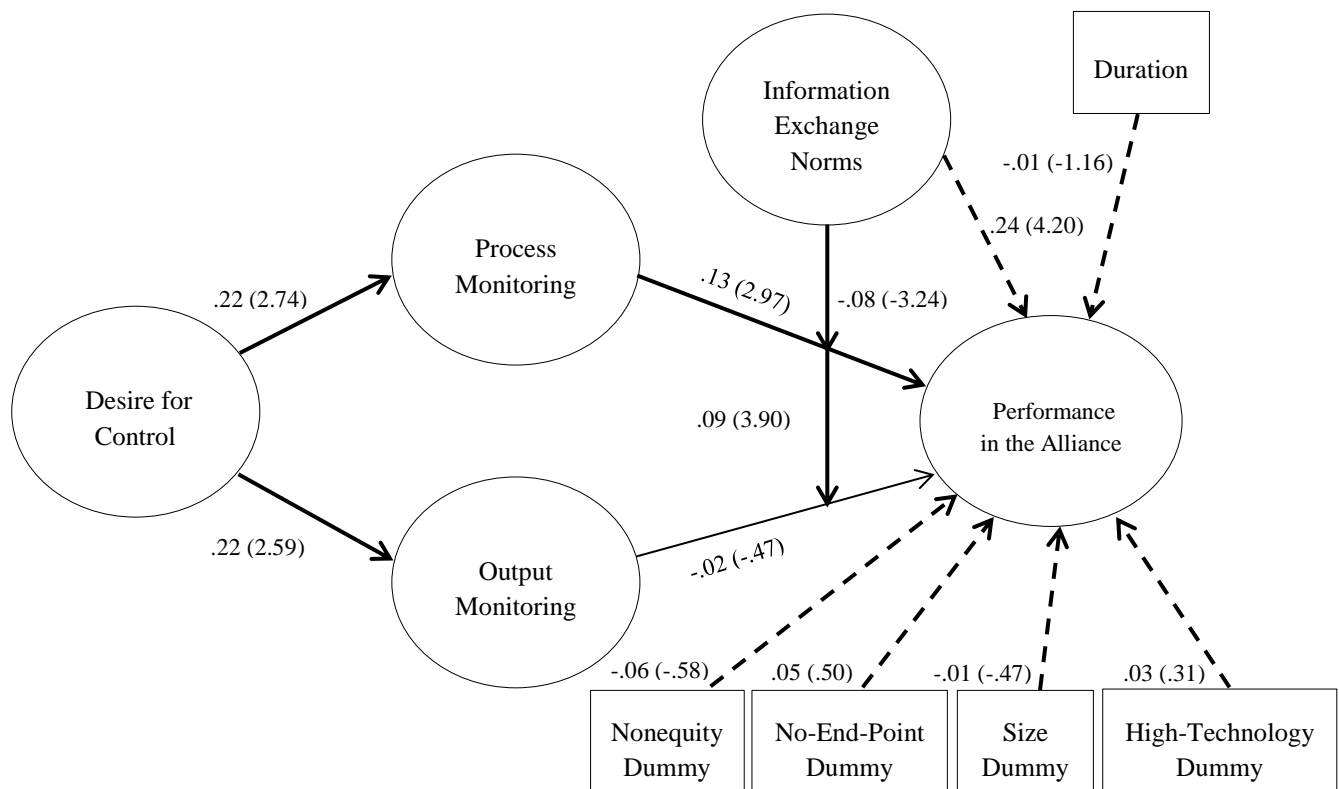 Information
Exchange
Norms
Duration
-.01 (-1.16)
.24 (4.20)
Process
Monitoring
.22 (2.74)
.13 (2.97)
-.08 (-3.24)
Desire for
Control
Performance
in the Alliance
.09 (3.90)
.22 (2.59)
Output
Monitoring
-.02 (-.47)
-.06 (-.58)
.05 (.50)
-.01 (-.47)
.03 (.31)
Nonequity
Dummy
No-End-Point
Dummy
Size
Dummy
High-Technology
Dummy